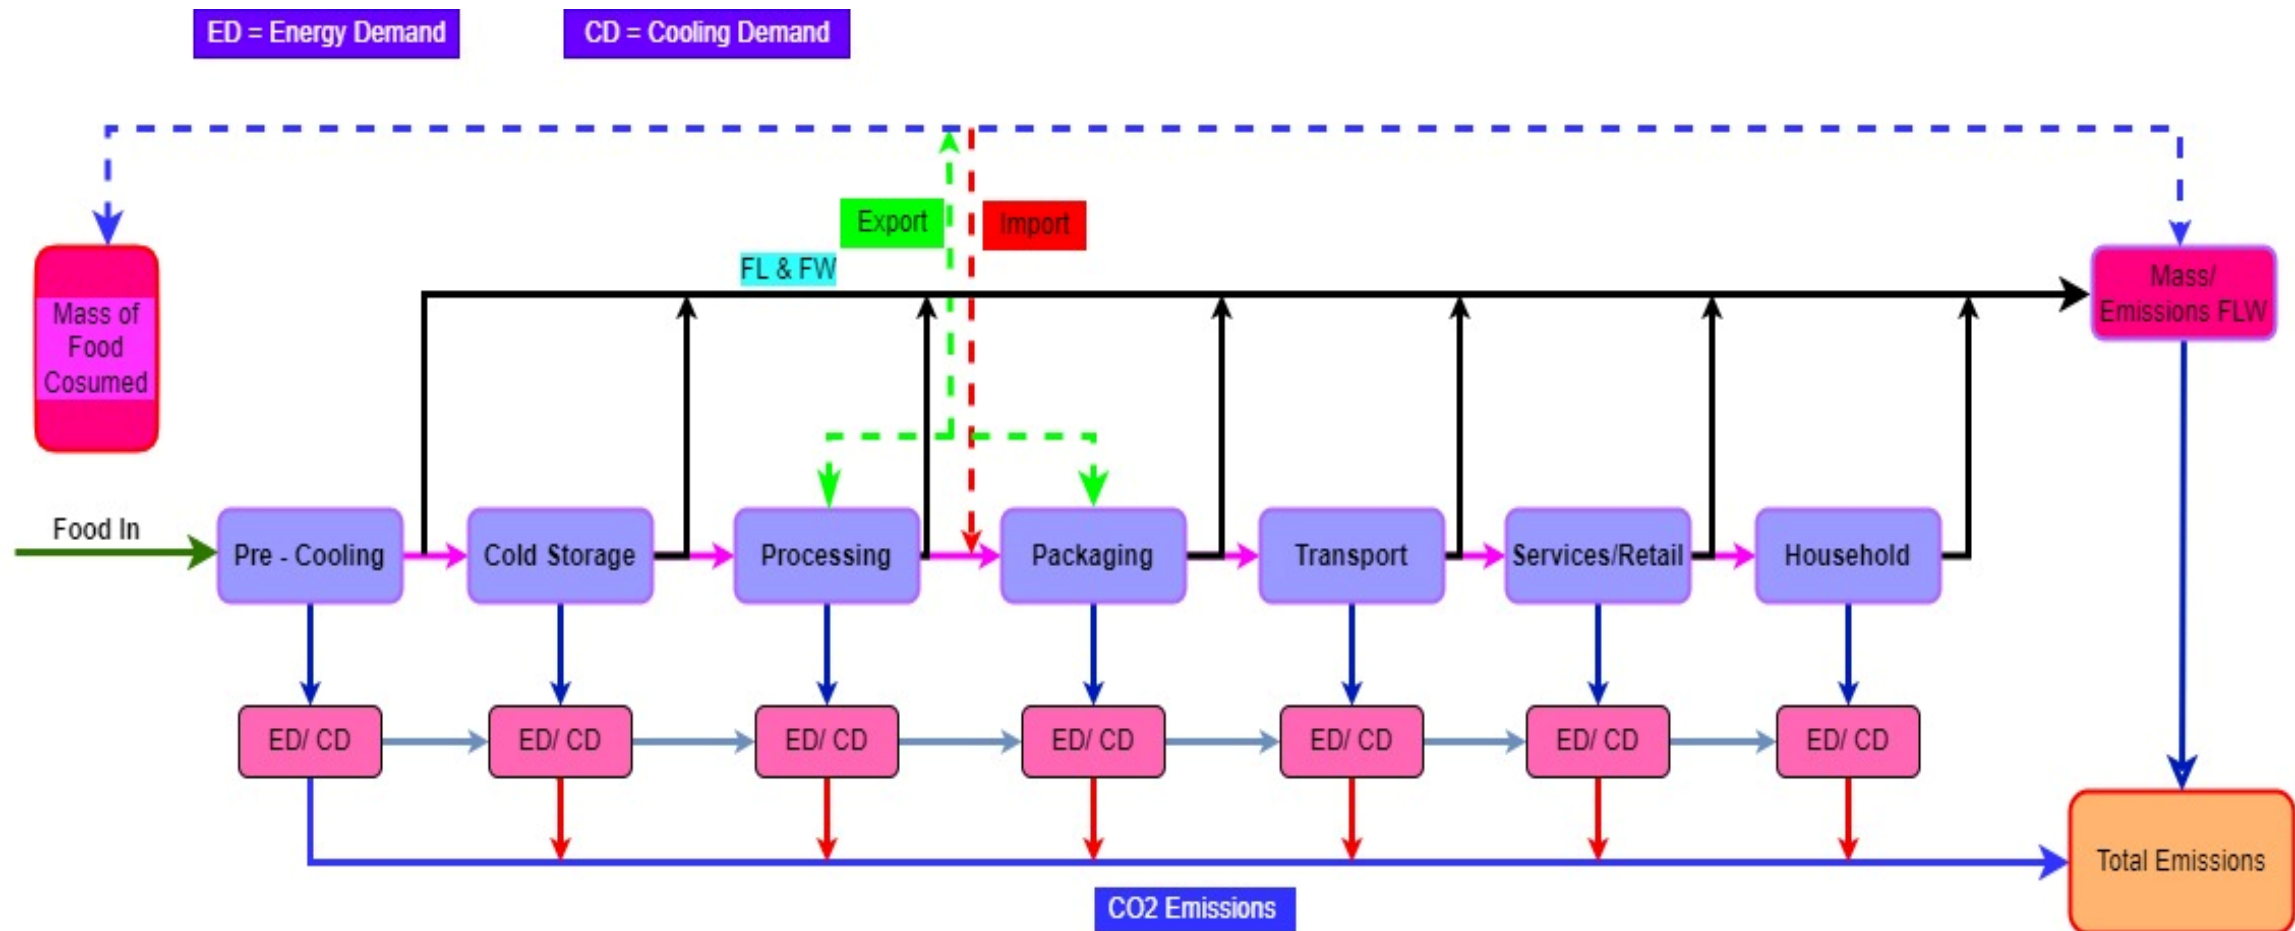 ED = Energy Demand
CD = Cooling Demand
Export
Import
FL & FW
Mass of
Food
Cosumed
Mass/
Emissions FLW
Food In
Pre - Cooling
Cold Storage
Processing
Packaging
Transport
Services/Retail
Household
ED/ CD
ED/ CD
ED/ CD
ED/ CD
ED/ CD
ED/ CD
ED/ CD
Total Emissions
CO2 Emissions